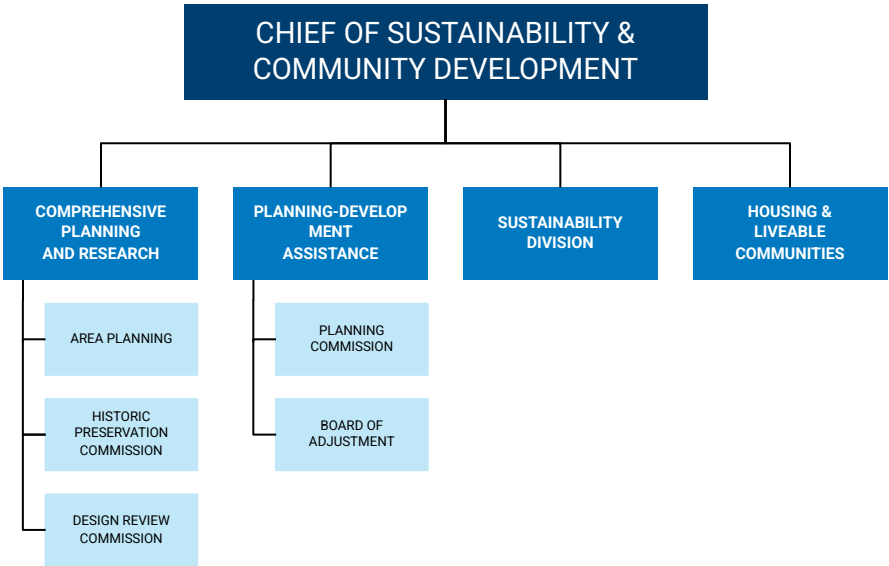 CHIEF OF SUSTAINABILITY &
COMMUNITY DEVELOPMENT
COMPREHENSIVE
PLANNING
AND RESEARCH
PLANNING-DEVELOP
MENT
ASSISTANCE
SUSTAINABILITY
DIVISION
HOUSING &
LIVEABLE
COMMUNITIES
AREA PLANNING
PLANNING
COMMISSION
HISTORIC
PRESERVATION
COMMISSION
BOARD OF
ADJUSTMENT
DESIGN REVIEW
COMMISSION